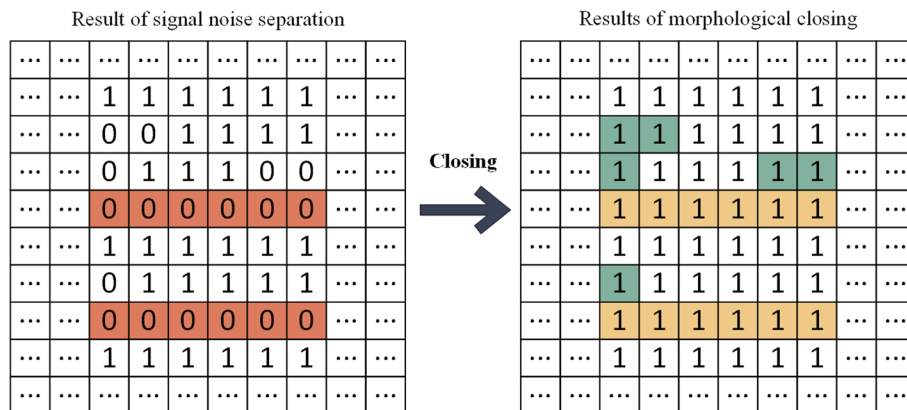 Result of signal noise separation
... ... ... ... ... ... ... ... ... ...
... ... 1 1 1 1 1 1 ... ...
... ... 0 0 1 1 1 1 ... ...
... ... 0 1 1 1 0 0 ... ...
... ... 0 0 0 0 0 0 ... ...
... ... 1 1 1 1 1 1 ... ...
... ... 0 1 1 1 1 1 ... ...
... ... 0 0 0 0 0 0 ... ...
... ... 1 1 1 1 1 1 ... ...
... ... ... ... ... ... ... ... ... ...
Closing
Results of morphological closing
... ... ... ... ... ... ... ... ... ...
... ... 1 1 1 1 1 1 ... ...
... ... 1 1 1 1 1 1 ... ...
... ... 1 1 1 1 1 1 ... ...
... ... 1 1 1 1 1 1 ... ...
... ... 1 1 1 1 1 1 ... ...
... ... 1 1 1 1 1 1 ... ...
... ... 1 1 1 1 1 1 ... ...
... ... 1 1 1 1 1 1 ... ...
... ... ... ... ... ... ... ... ... ...